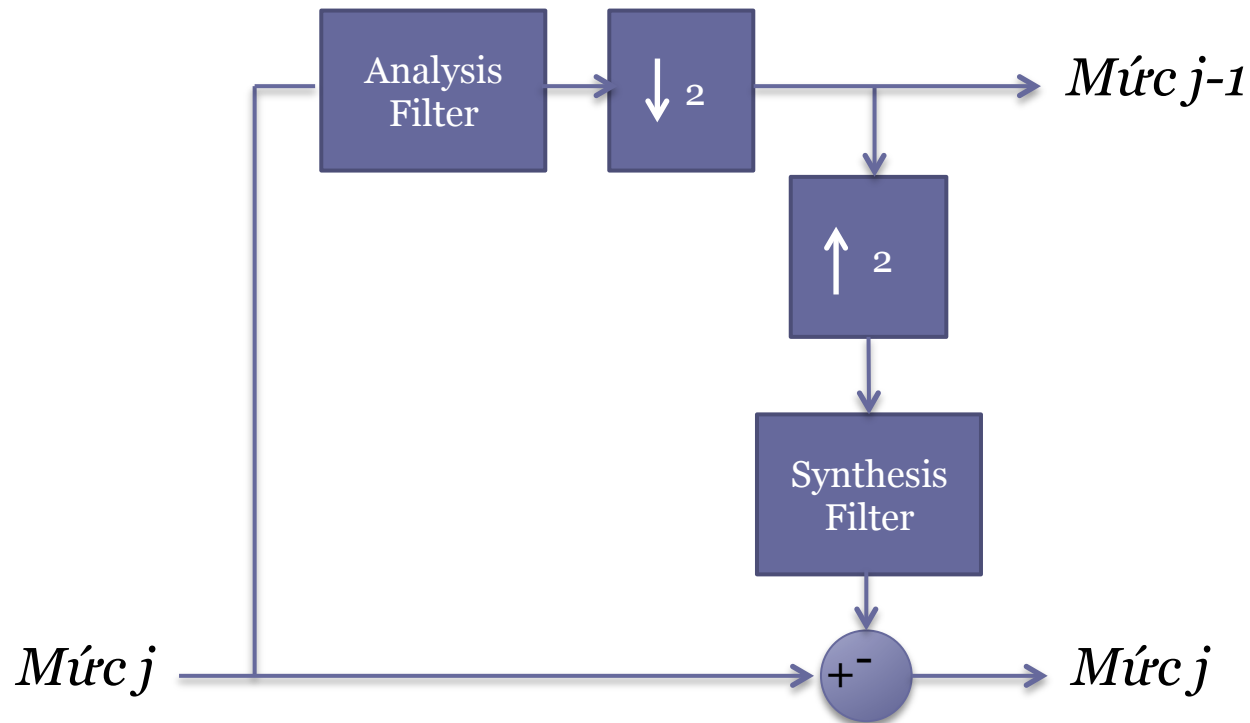 Analysis
Filter
2
Mức j-1
2
Synthesis
Filter
Mức j
+-
Mức j